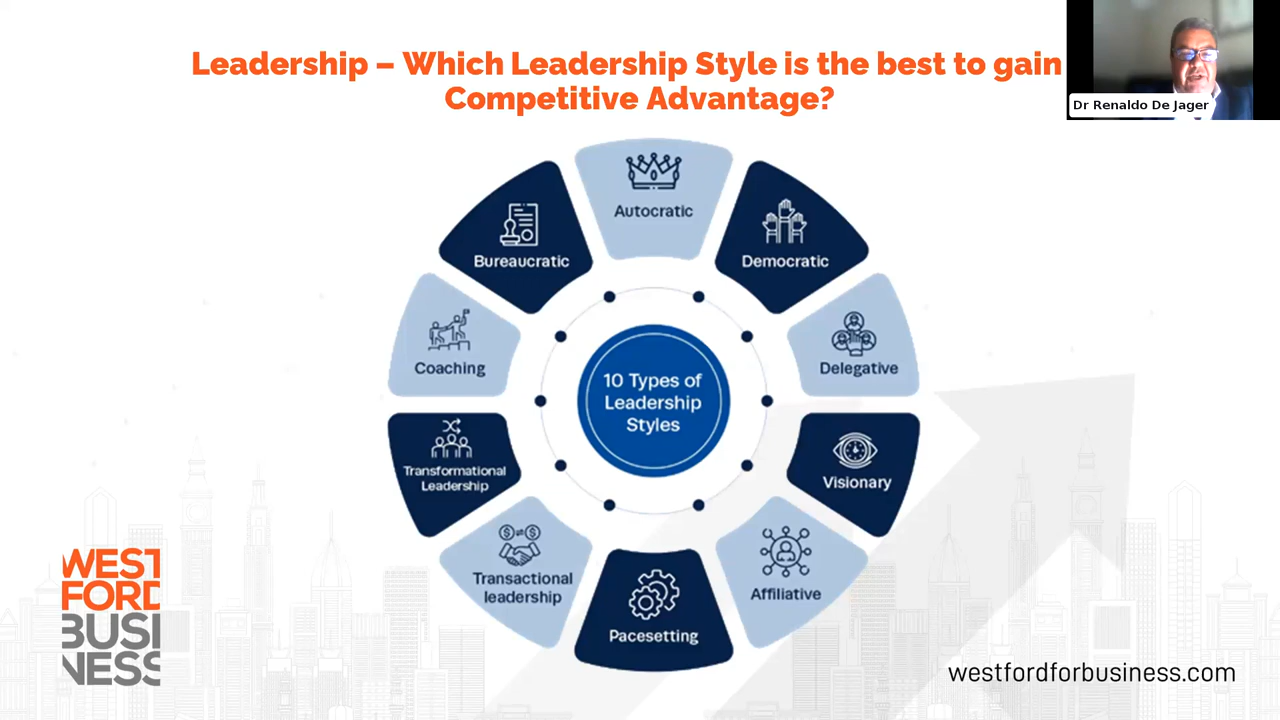 Leadership – Which Leadership Style is the best to gain
Competitive Advantage?
Dr Renaldo De Jager
Autocratic
Democratic
Delegative
Visionary
Affiliative
Pacesetting
Transactional
leadership
Transformational
Leadership
Coaching
Bureaucratic
10 Types of
Leadership
Styles
WEST
FORD
BUSI
NESS
westfordforbusiness.com